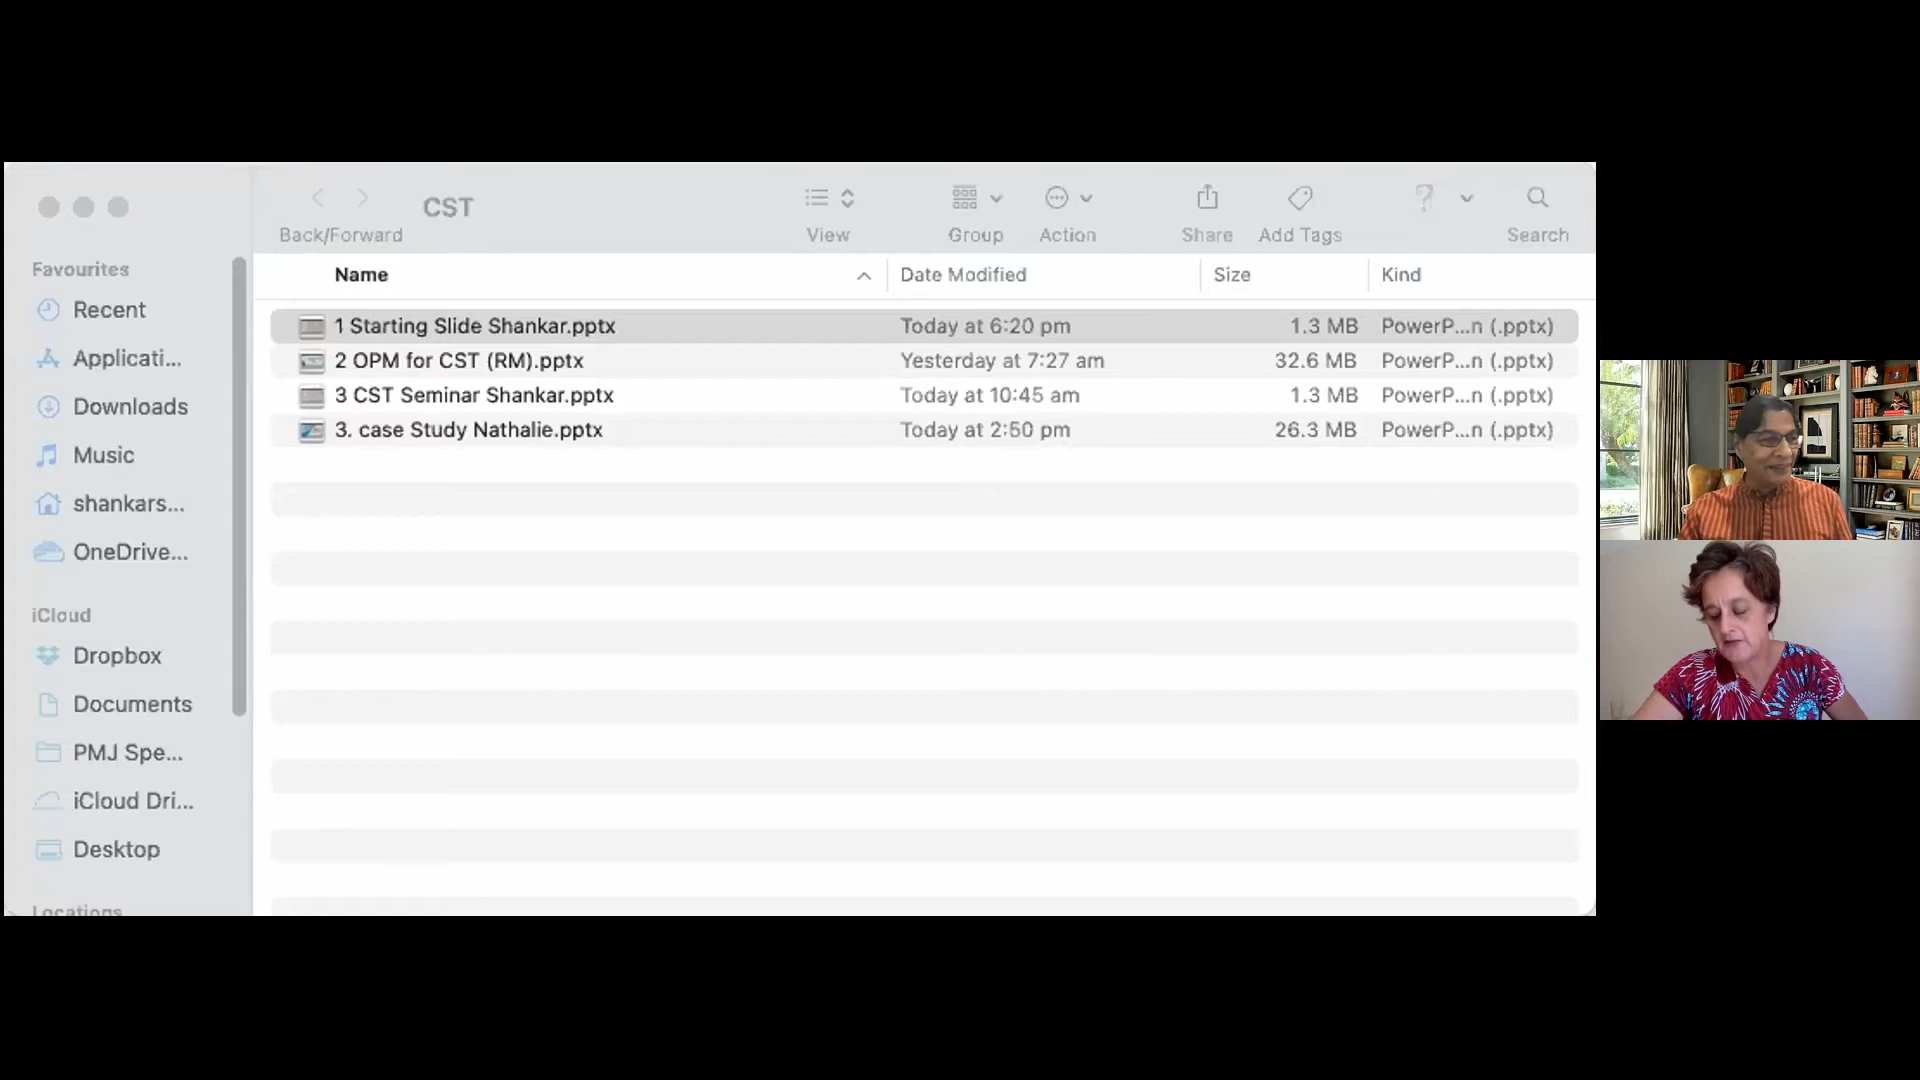 CST
Back/Forward
View
Group
Action
Share
Add Tags
Search
Favourites
Recent
Applicati...
Downloads
Music
shankars...
OneDrive...
iCloud
Dropbox
Documents
PMJ Spe...
iCloud Dri...
Desktop
Locations
Name Date Modified Size Kind
1 Starting Slide Shankar.pptx Today at 6:20 pm 1.3 MB PowerP...n (.pptx)
2 OPM for CST (RM).pptx Yesterday at 7:27 am 32.6 MB PowerP...n (.pptx)
3 CST Seminar Shankar.pptx Today at 10:45 am 1.3 MB PowerP...n (.pptx)
3. case Study Nathalie.pptx Today at 2:50 pm 26.3 MB PowerP...n (.pptx)